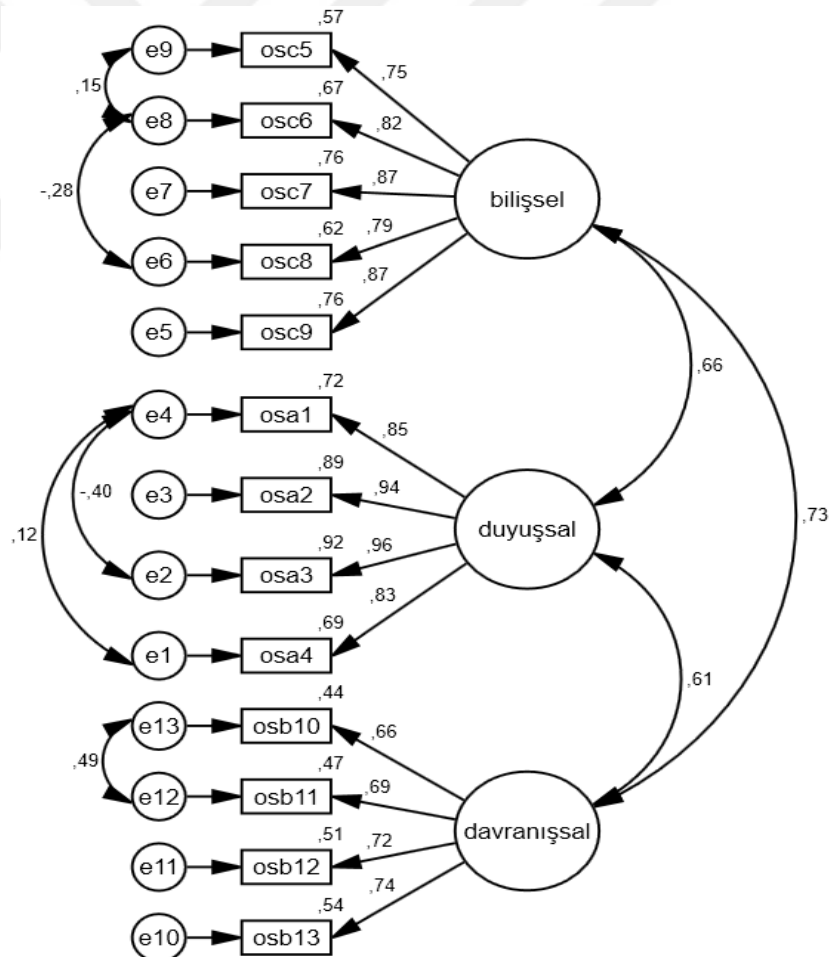 ,57
e9 osc5 ,75
,15 ,67
e8 osc6 ,82
,76
-,28 e7 osc7 ,87 bilişsel
,62 ,79
e6 osc8 ,87
,76
e5 osc9
,66
,72
e4 osa1 ,85
,89
-,40 e3 osa2 ,94
,12 ,73
,92 ,96 duyuşsal
e2 osa3
,83
,69
e1 osa4
,61
,44
e13 osb10 ,66
,49 ,47
e12 osb11 ,69
,51 ,72 davranışsal
e11 osb12
,74
,54
e10 osb13